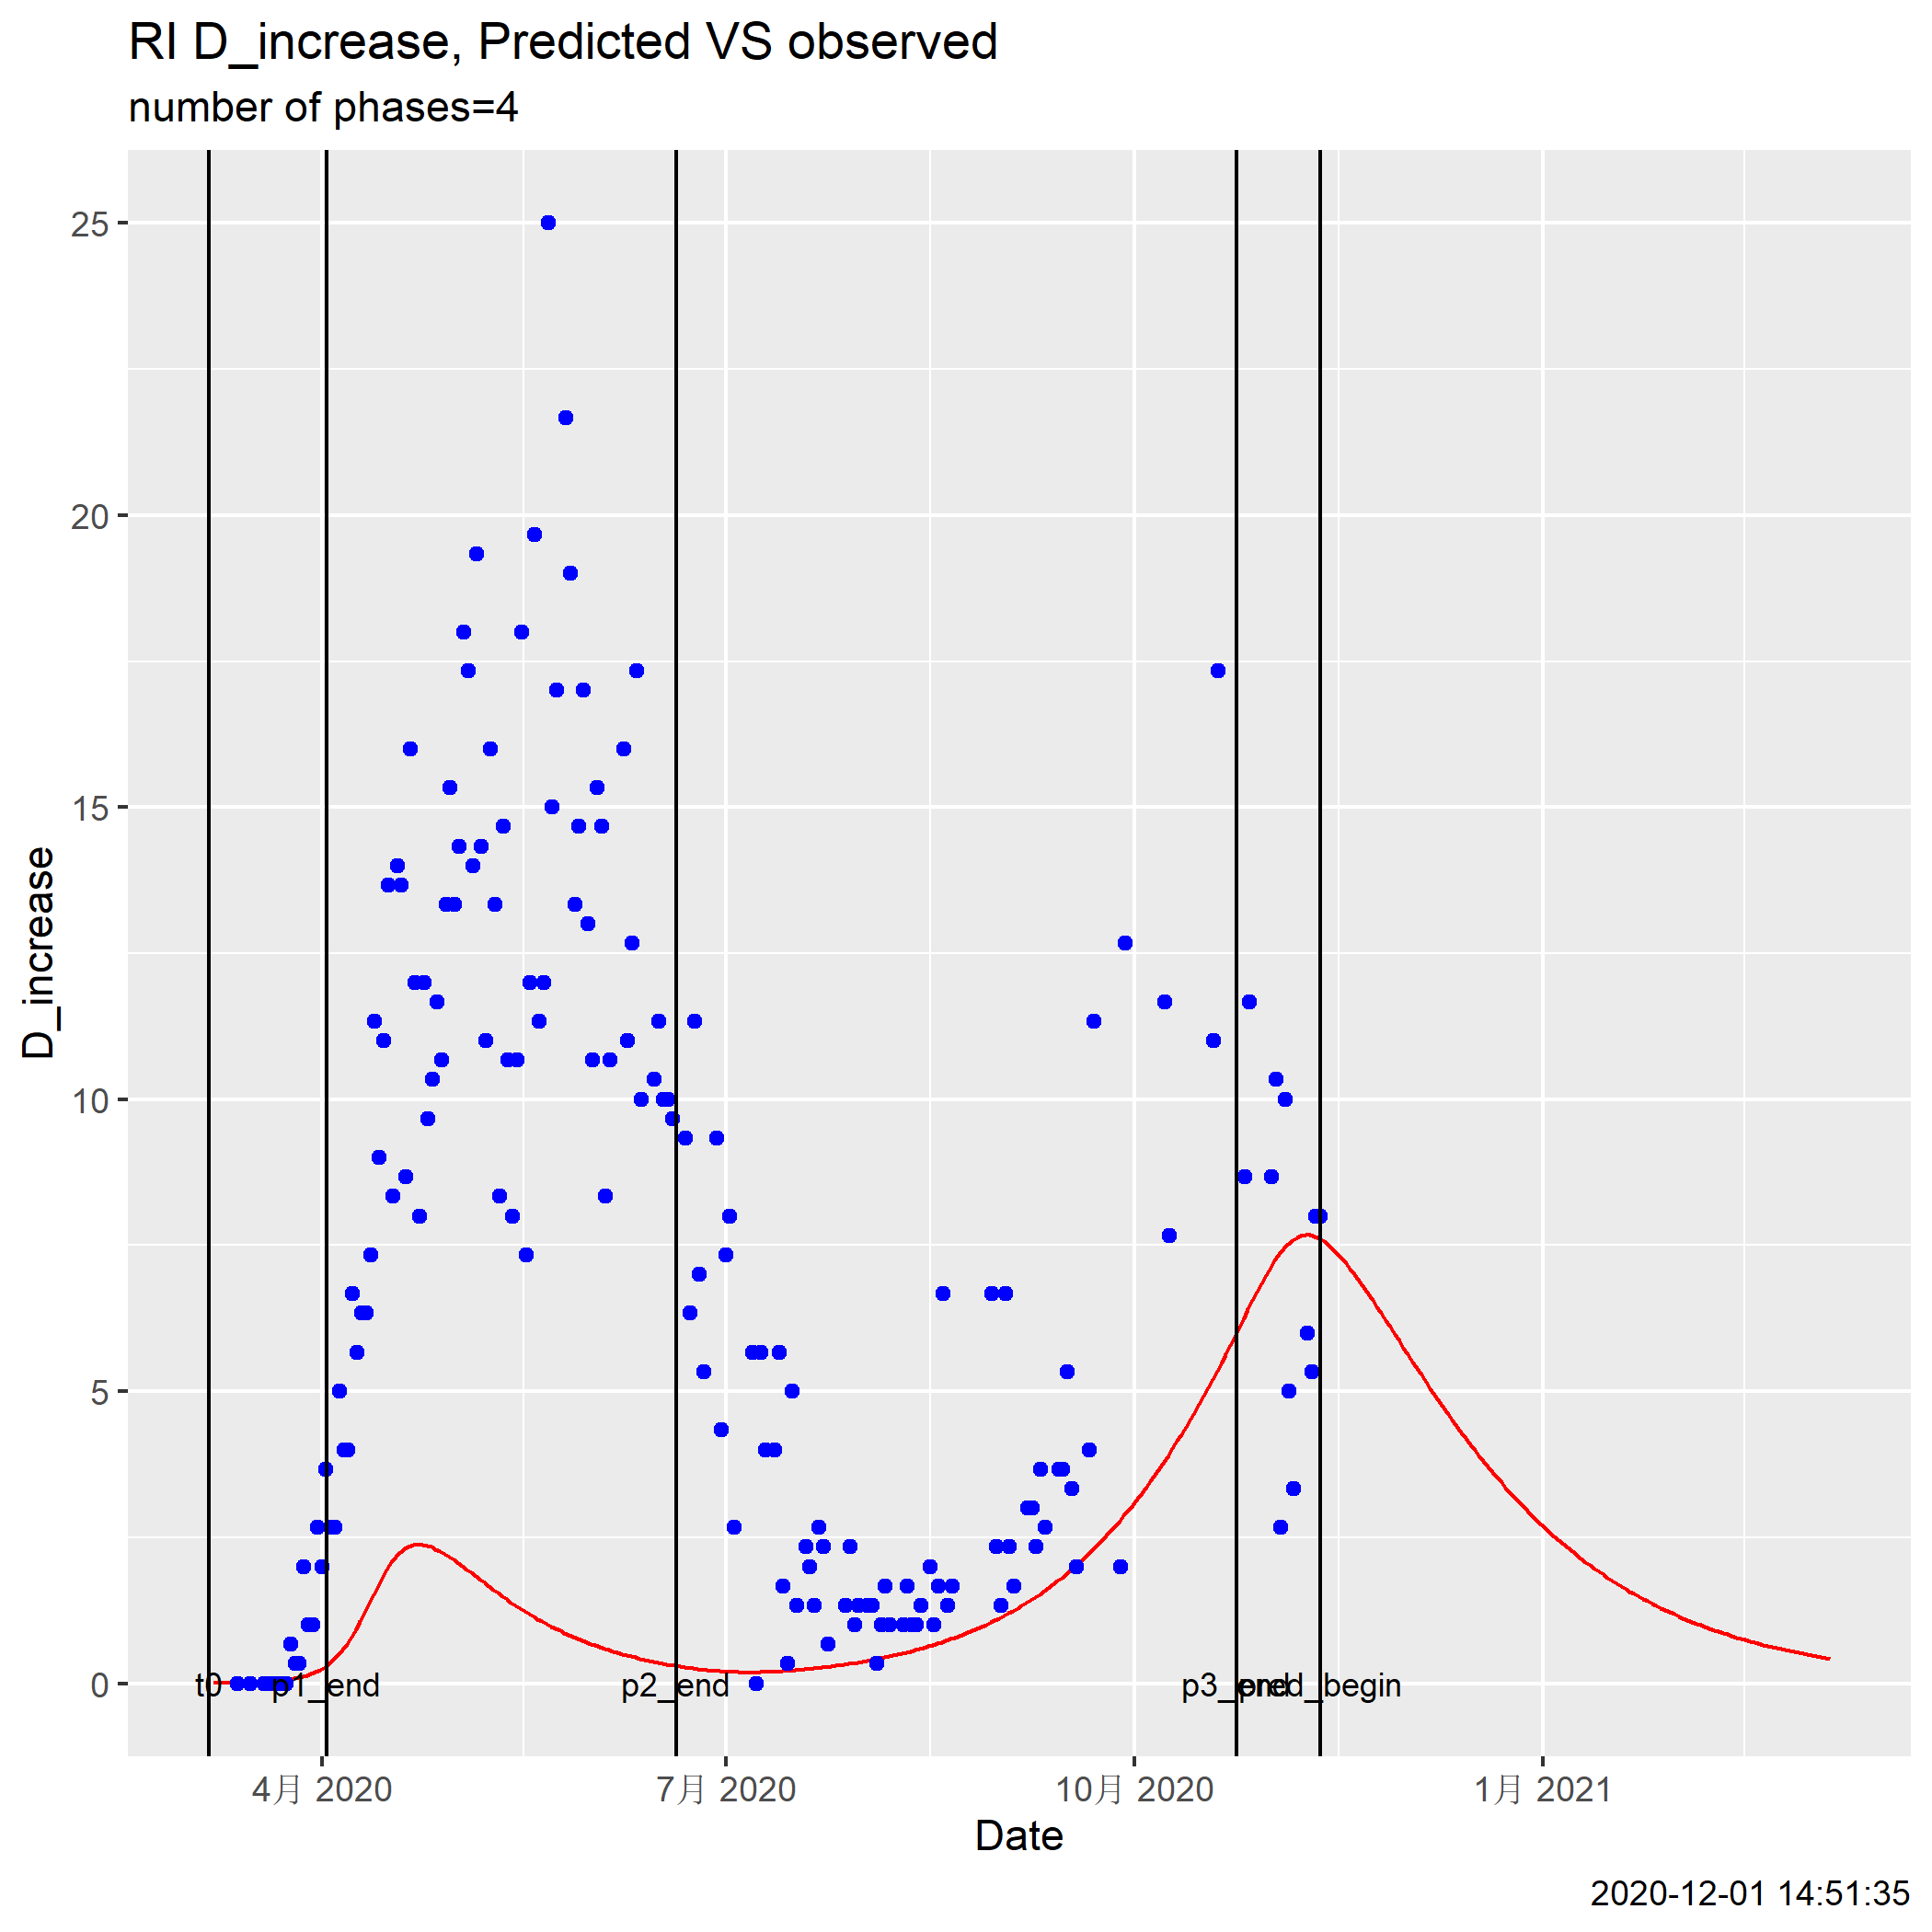 RI D_increase, Predicted VS observed
number of phases=4
D_increase
25
20
15
10
5
0
t0
p1_end
p2_end
p3_end
pred_begin
4月 2020
7月 2020
10月 2020
1月 2021
Date
2020-12-01 14:51:35